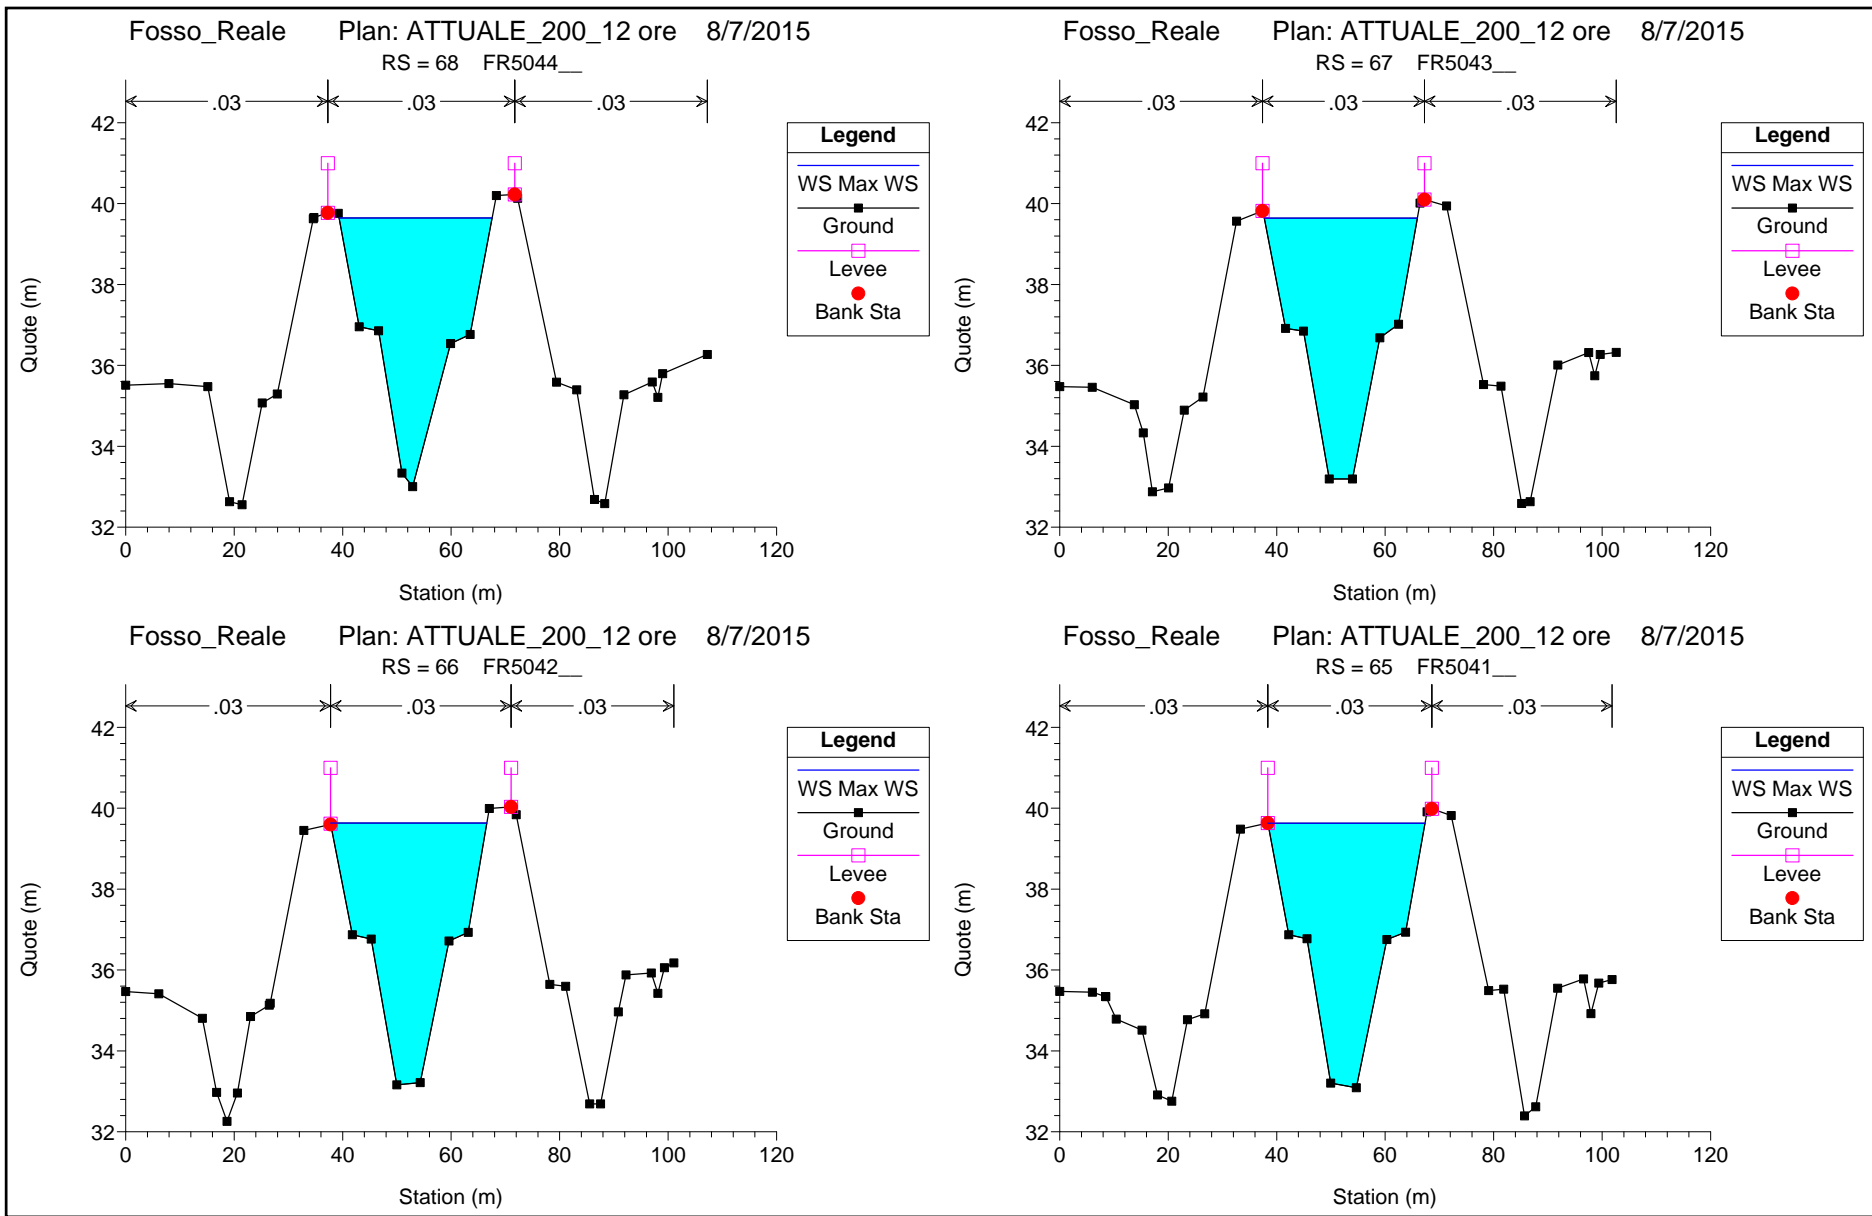 Fosso_Reale Plan: ATTUALE_200_12 ore 8/7/2015
RS = 68 FR5044__
.03 .03 .03
42
40
38
36
34
32
Quote (m)
0 20 40 60 80 100 120
Station (m)
Legend
WS Max WS
Ground
Levee
Bank Sta
Fosso_Reale Plan: ATTUALE_200_12 ore 8/7/2015
RS = 67 FR5043__
.03 .03 .03
42
40
38
36
34
32
Quote (m)
0 20 40 60 80 100 120
Station (m)
Legend
WS Max WS
Ground
Levee
Bank Sta
Fosso_Reale Plan: ATTUALE_200_12 ore 8/7/2015
RS = 66 FR5042__
.03 .03 .03
42
40
38
36
34
32
Quote (m)
0 20 40 60 80 100 120
Station (m)
Legend
WS Max WS
Ground
Levee
Bank Sta
Fosso_Reale Plan: ATTUALE_200_12 ore 8/7/2015
RS = 65 FR5041__
.03 .03 .03
42
40
38
36
34
32
Quote (m)
0 20 40 60 80 100 120
Station (m)
Legend
WS Max WS
Ground
Levee
Bank Sta